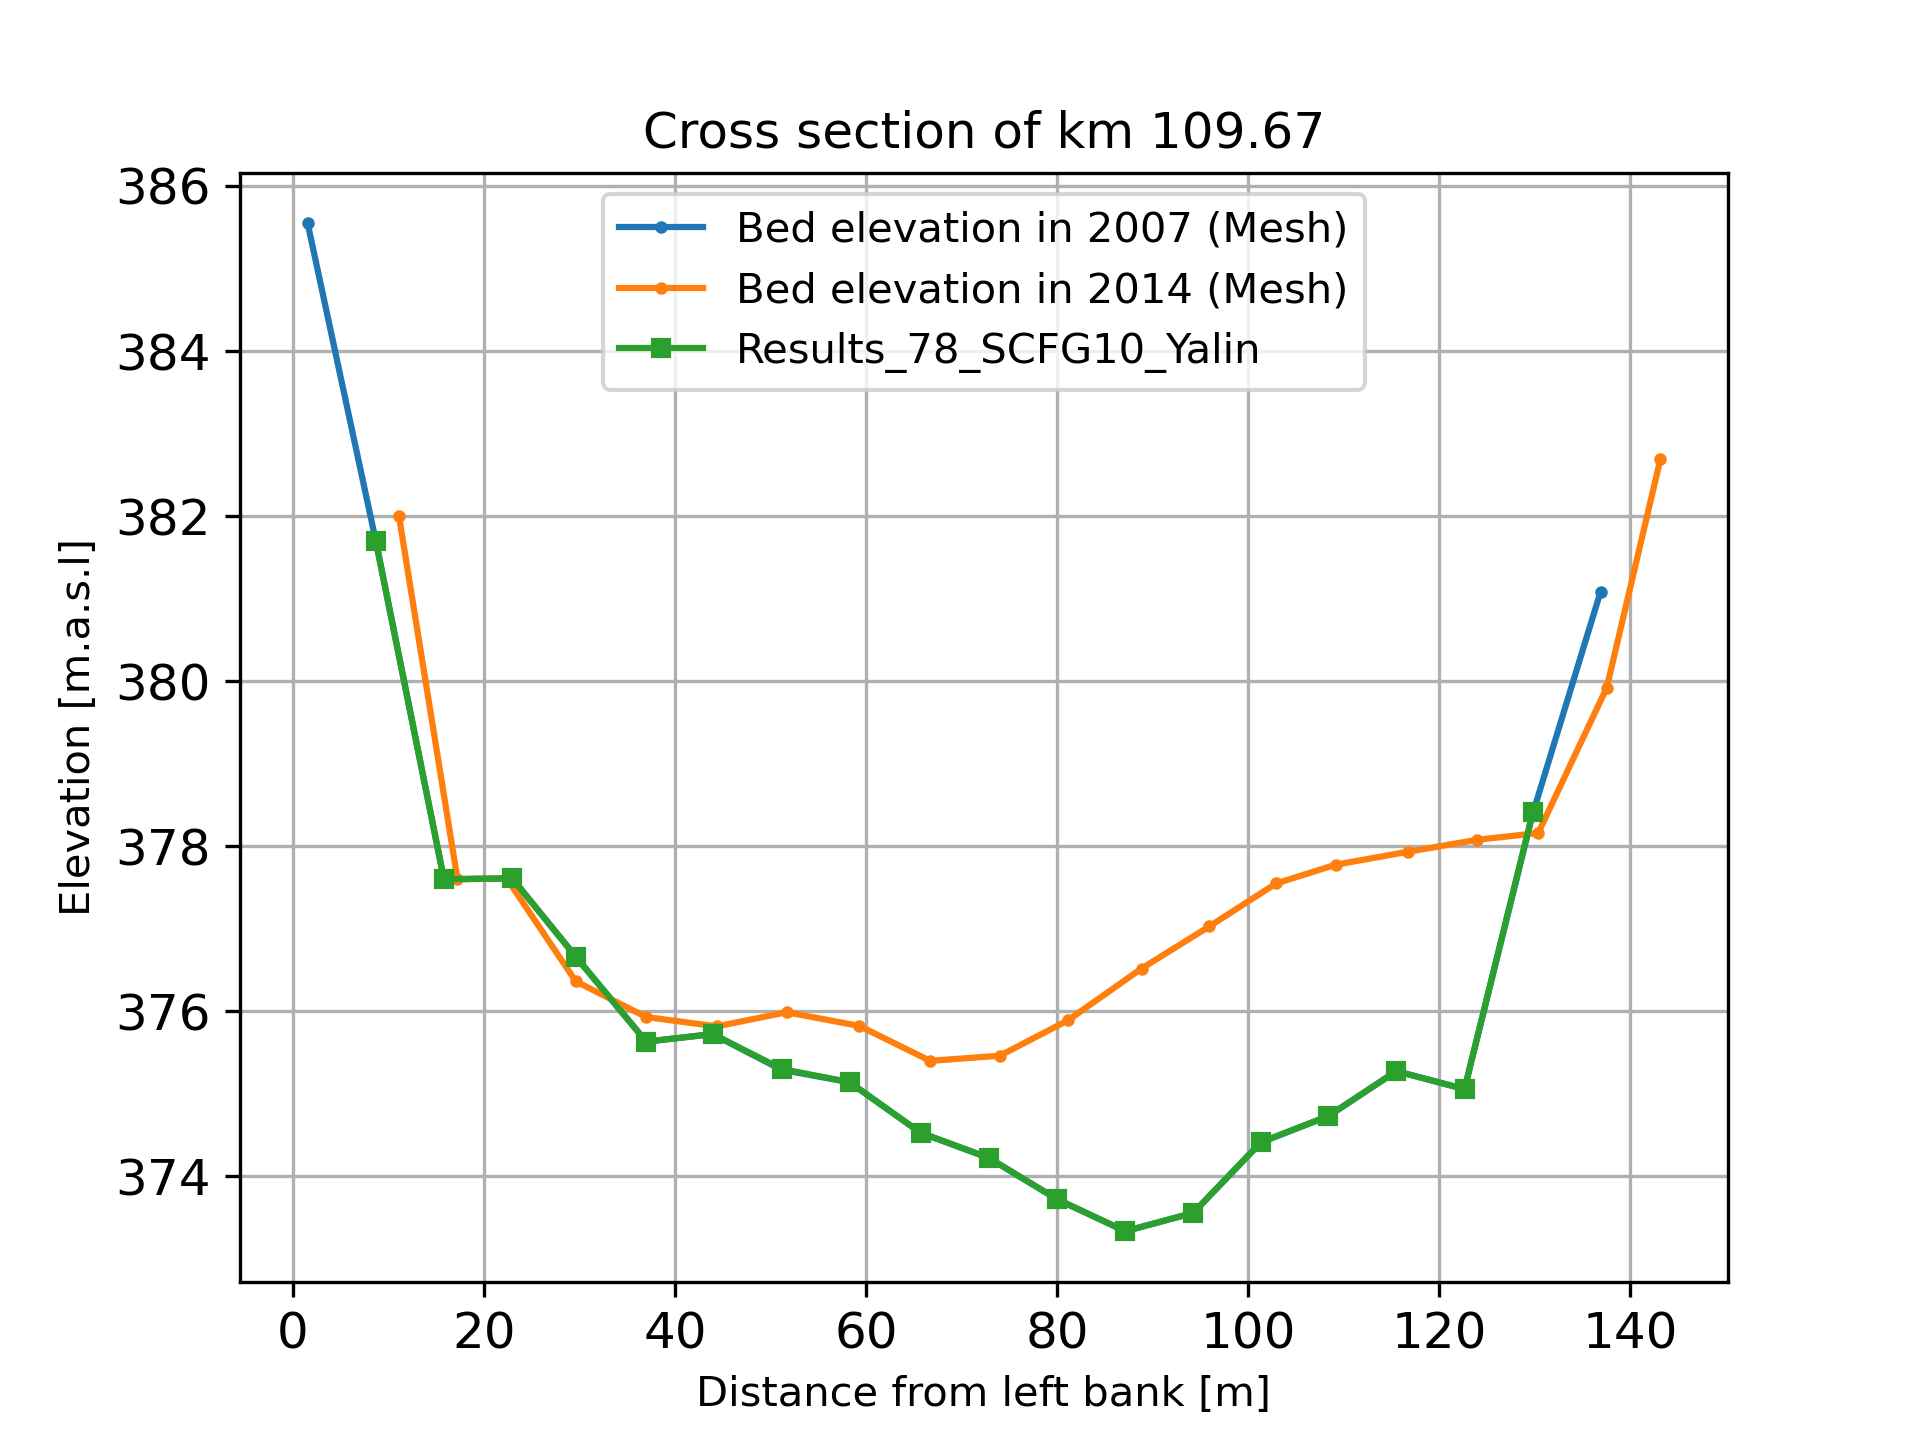 Cross section of km 109.67
386
384
382
380
378
376
374
Elevation [m.a.s.l]
Bed elevation in 2007 (Mesh)
Bed elevation in 2014 (Mesh)
Results_78_SCFG10_Yalin
0 20 40 60 80 100 120 140
Distance from left bank [m]